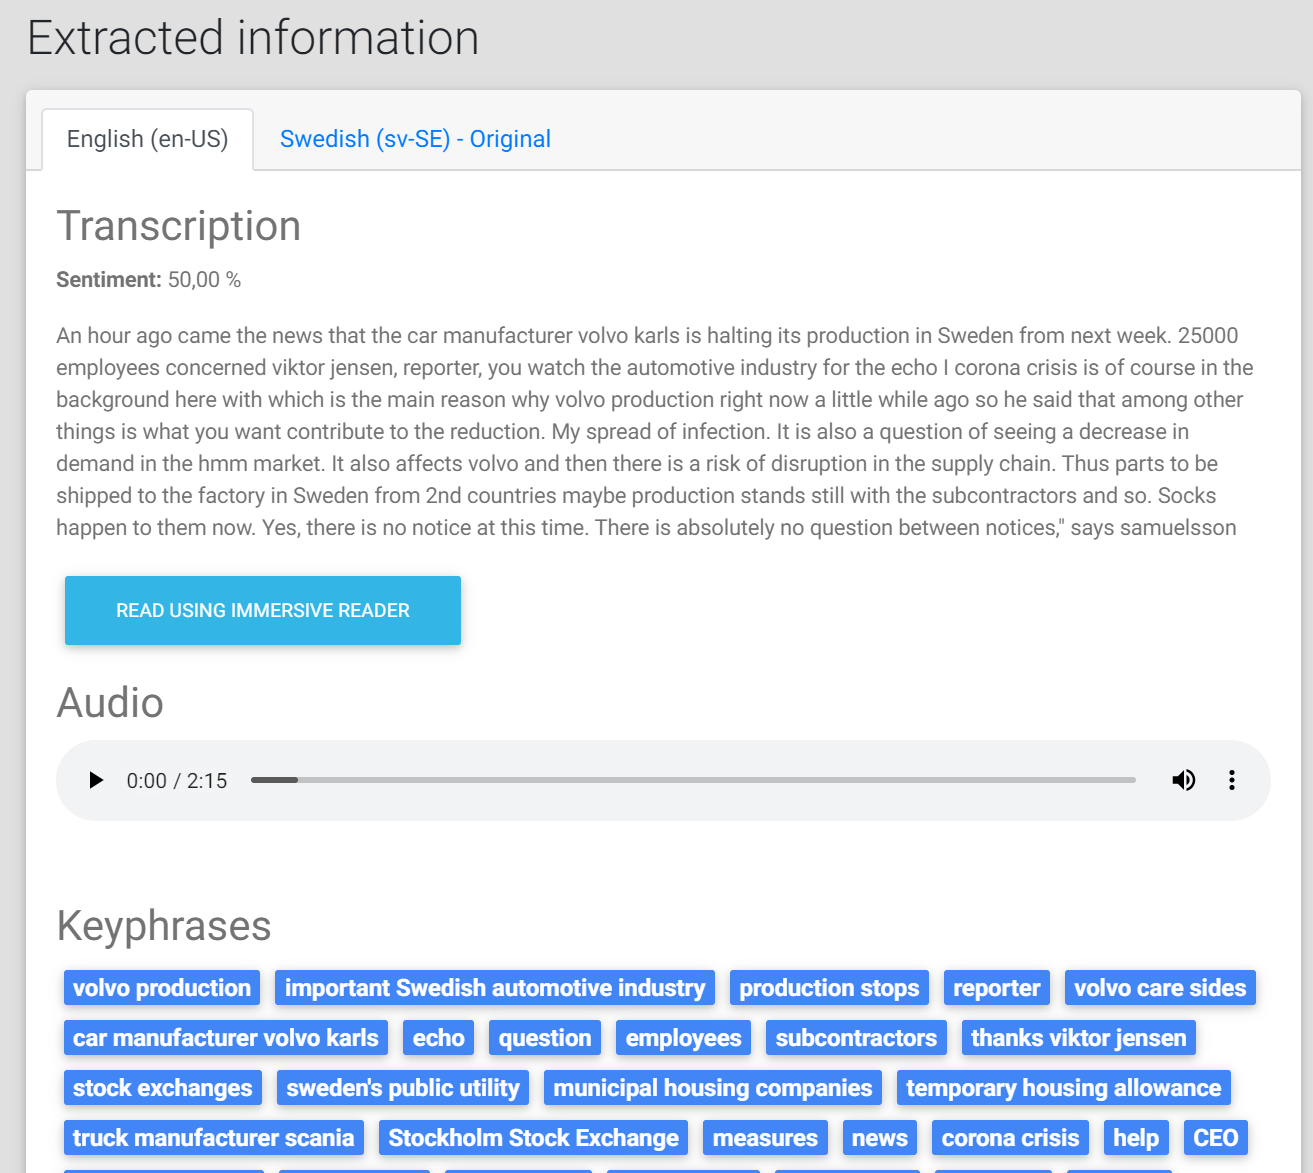 Extracted information
English (en-US) Swedish (sv-SE) - Original
Transcription
Sentiment: 50,00 %
An hour ago came the news that the car manufacturer volvo karls is halting its production in Sweden from next week. 25000
employees concerned viktor jensen, reporter, you watch the automotive industry for the echo I corona crisis is of course in the
background here with which is the main reason why volvo production right now a little while ago so he said that among other
things is what you want contribute to the reduction. My spread of infection. It is also a question of seeing a decrease in
demand in the hmm market. It also affects volvo and then there is a risk of disruption in the supply chain. Thus parts to be
shipped to the factory in Sweden from 2nd countries maybe production stands still with the subcontractors and so. Socks
happen to them now. Yes, there is no notice at this time. There is absolutely no question between notices," says samuelsson
READ USING IMMERSIVE READER
Audio
0:00 / 2:15
Keyphrases
volvo production important Swedish automotive industry production stops reporter volvo care sides
car manufacturer volvo karls echo question employees subcontractors thanks viktor jensen
stock exchanges sweden's public utility municipal housing companies temporary housing allowance
truck manufacturer scania Stockholm Stock Exchange measures news corona crisis help CEO